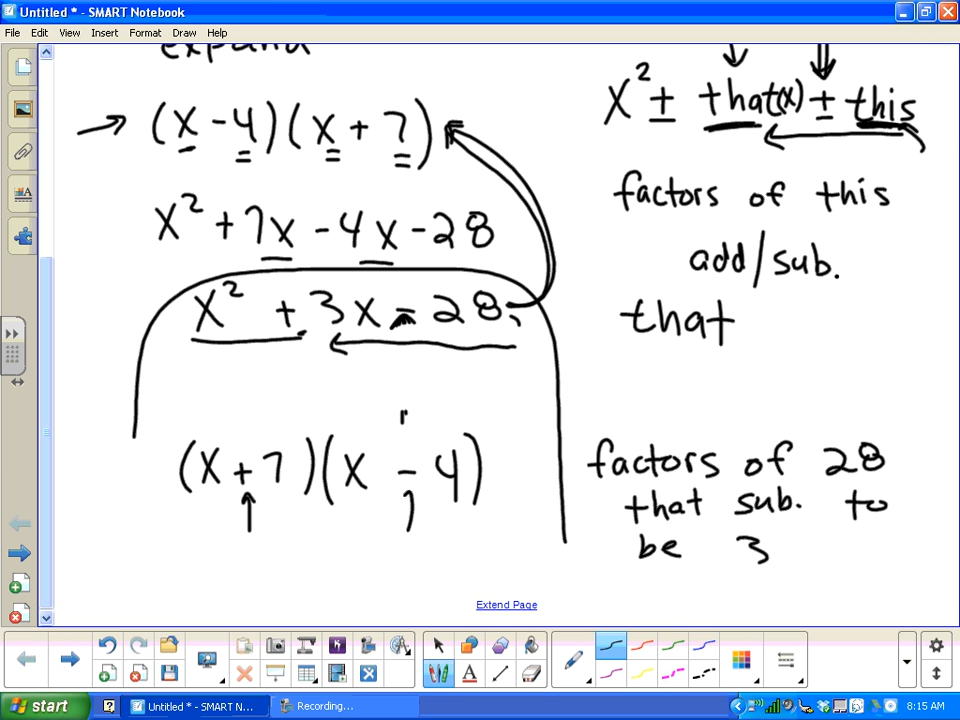 Untitled * - SMART Notebook
File Edit View Insert Format Draw Help
expand
(x - 4)(x + 7)
x² + 7x - 4x - 28
x² + 3x - 28
(x + 7)(x - 4)
x² ± that(x) ± this
factors of this
add/sub.
that
factors of 28
that sub. to
be 3
Extend Page
start
Untitled * - SMART N...
Recording...
8:15 AM